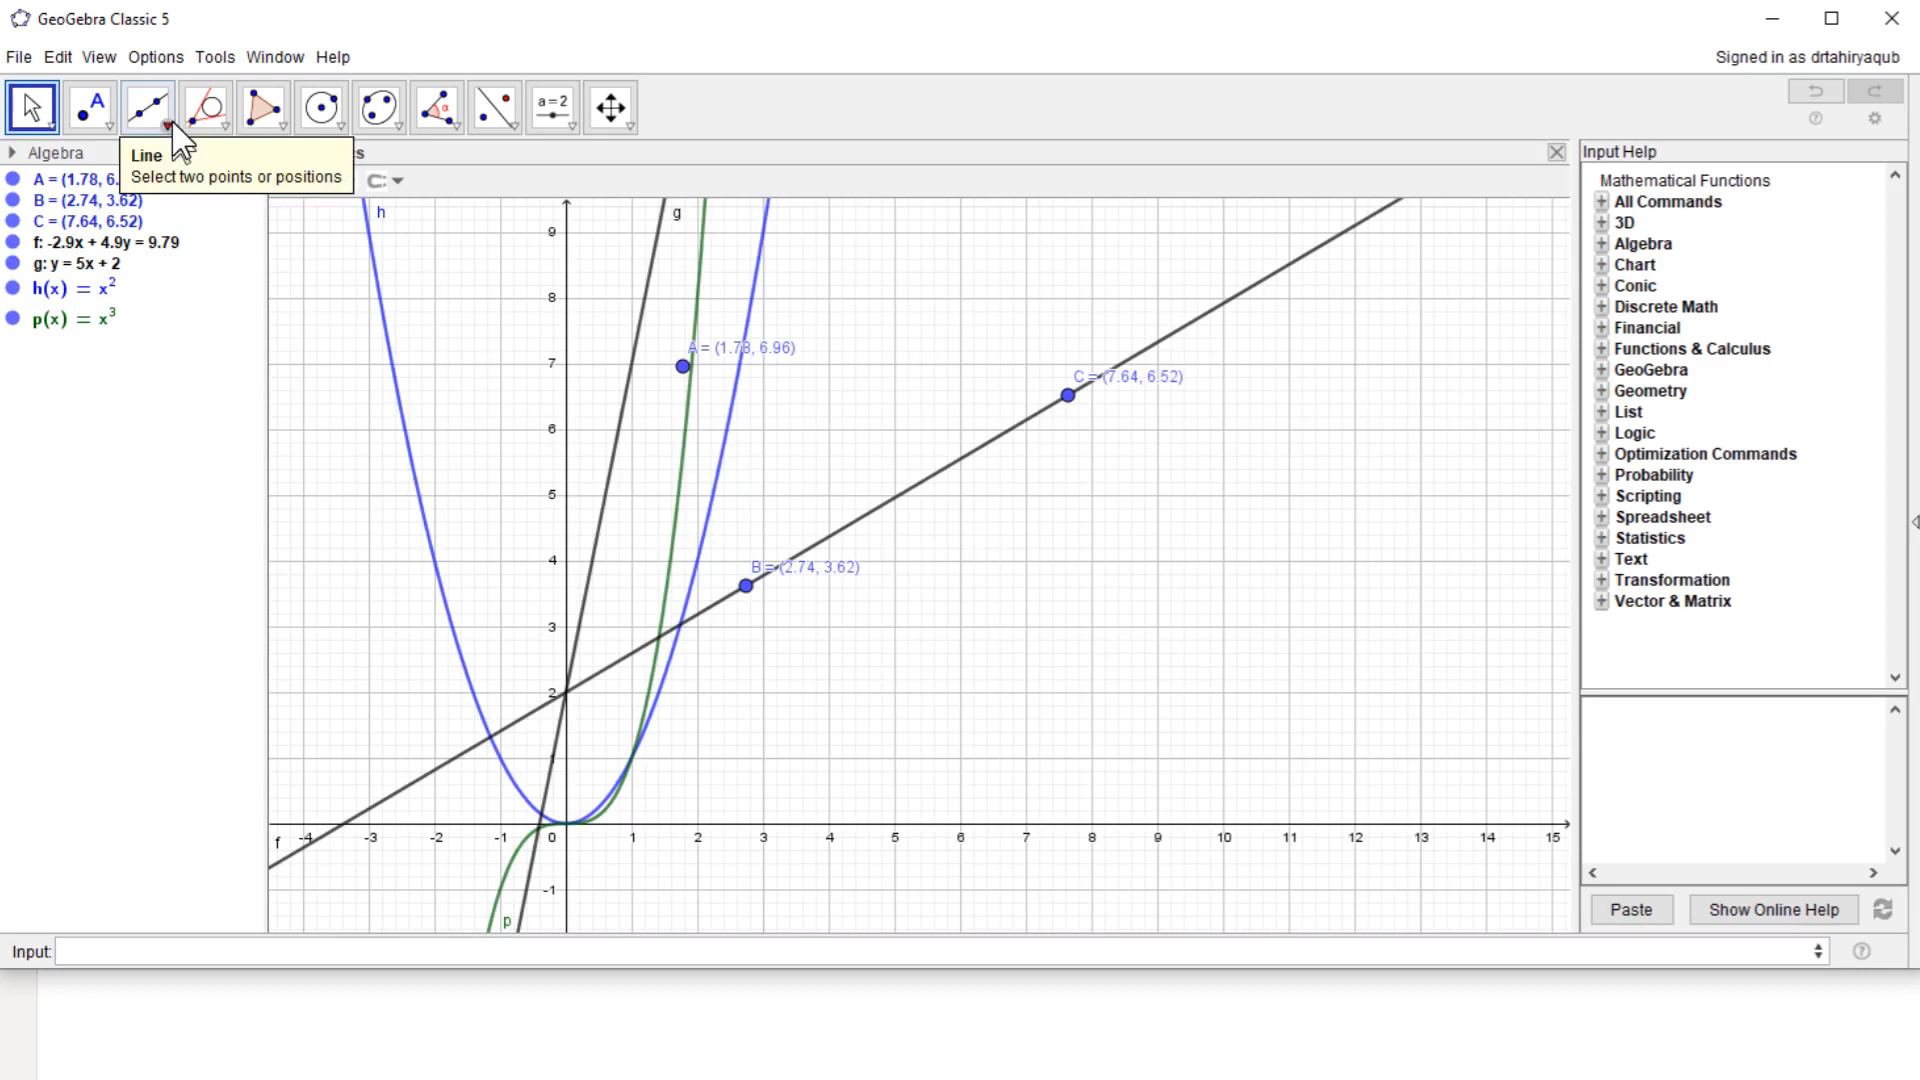 GeoGebra Classic 5
File Edit View Options Tools Window Help
Signed in as drtahiryaqub
A
α
a=2
Line
Select two points or positions
Algebra
s
A = (1.78, 6.
B = (2.74, 3.62)
C = (7.64, 6.52)
f: -2.9x + 4.9y = 9.79
g: y = 5x + 2
h(x) = x²
p(x) = x³
h
g
A = (1.78, 6.96)
C = (7.64, 6.52)
B = (2.74, 3.62)
9
8
7
6
5
4
3
2
1
-4 -3 -2 -1 0 1 2 3 4 5 6 7 8 9 10 11 12 13 14 15
f
-1
p
Input Help
Mathematical Functions
All Commands
3D
Algebra
Chart
Conic
Discrete Math
Financial
Functions & Calculus
GeoGebra
Geometry
List
Logic
Optimization Commands
Probability
Scripting
Spreadsheet
Statistics
Text
Transformation
Vector & Matrix
Paste
Show Online Help
Input: